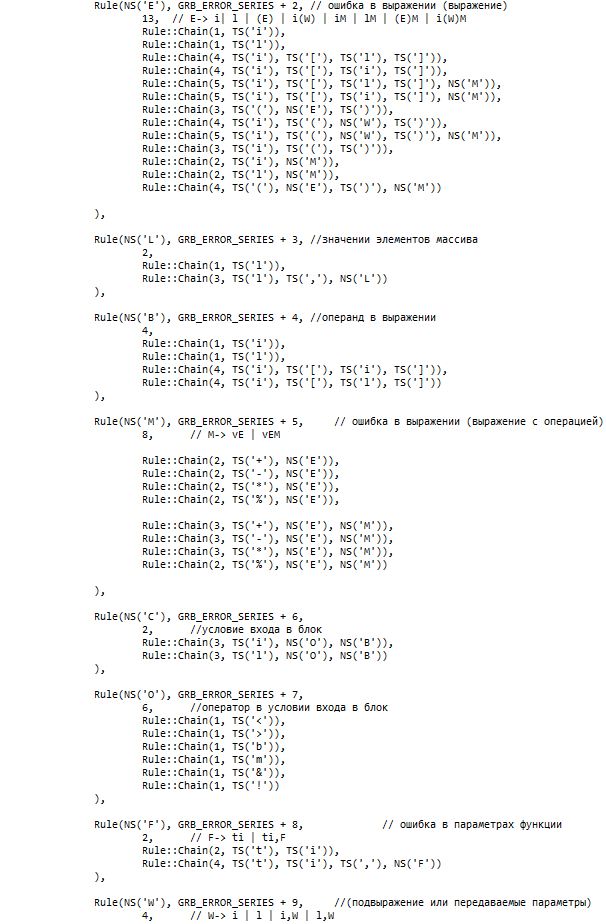 Rule(NS('E'), GRB_ERROR_SERIES + 2, // ошибка в выражении (выражение)
13, // E-> i| l | (E) | i(W) | iM | lM | (E)M | i(W)M
Rule::Chain(1, TS('i')),
Rule::Chain(1, TS('l')),
Rule::Chain(4, TS('i'), TS('['), TS('l'), TS(']')),
Rule::Chain(4, TS('i'), TS('['), TS('i'), TS(']')),
Rule::Chain(5, TS('i'), TS('['), TS('l'), TS(']'), NS('M')),
Rule::Chain(5, TS('i'), TS('['), TS('i'), TS(']'), NS('M')),
Rule::Chain(3, TS('('), NS('E'), TS(')')),
Rule::Chain(4, TS('i'), TS('('), NS('W'), TS(')')),
Rule::Chain(5, TS('i'), TS('('), NS('W'), TS(')'), NS('M')),
Rule::Chain(3, TS('i'), TS('('), TS(')')),
Rule::Chain(2, TS('i'), NS('M')),
Rule::Chain(2, TS('l'), NS('M')),
Rule::Chain(4, TS('('), NS('E'), TS(')'), NS('M'))
),
Rule(NS('L'), GRB_ERROR_SERIES + 3, //значении элементов массива
2,
Rule::Chain(1, TS('l')),
Rule::Chain(3, TS('l'), TS(','), NS('L'))
),
Rule(NS('B'), GRB_ERROR_SERIES + 4, //операнд в выражении
4,
Rule::Chain(1, TS('i')),
Rule::Chain(1, TS('l')),
Rule::Chain(4, TS('i'), TS('['), TS('i'), TS(']')),
Rule::Chain(4, TS('i'), TS('['), TS('l'), TS(']'))
),
Rule(NS('M'), GRB_ERROR_SERIES + 5, // ошибка в выражении (выражение с операцией)
8, // M-> vE | vEM
Rule::Chain(2, TS('+'), NS('E')),
Rule::Chain(2, TS('-'), NS('E')),
Rule::Chain(2, TS('*'), NS('E')),
Rule::Chain(2, TS('%'), NS('E')),
Rule::Chain(3, TS('+'), NS('E'), NS('M')),
Rule::Chain(3, TS('-'), NS('E'), NS('M')),
Rule::Chain(3, TS('*'), NS('E'), NS('M')),
Rule::Chain(2, TS('%'), NS('E'), NS('M'))
),
Rule(NS('C'), GRB_ERROR_SERIES + 6,
2, //условие входа в блок
Rule::Chain(3, TS('i'), NS('O'), NS('B')),
Rule::Chain(3, TS('l'), NS('O'), NS('B'))
),
Rule(NS('O'), GRB_ERROR_SERIES + 7,
6, //оператор в условии входа в блок
Rule::Chain(1, TS('<')),
Rule::Chain(1, TS('>')),
Rule::Chain(1, TS('b')),
Rule::Chain(1, TS('m')),
Rule::Chain(1, TS('&')),
Rule::Chain(1, TS('!'))
),
Rule(NS('F'), GRB_ERROR_SERIES + 8, // ошибка в параметрах функции
2, // F-> ti | ti,F
Rule::Chain(2, TS('t'), TS('i')),
Rule::Chain(4, TS('t'), TS('i'), TS(','), NS('F'))
),
Rule(NS('W'), GRB_ERROR_SERIES + 9, //(подвыражение или передаваемые параметры)
4, // W-> i | l | i,W | l,W